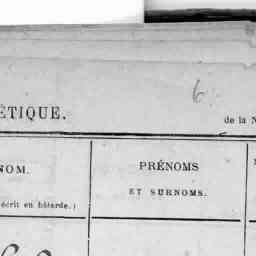 6
ÉTIQUE.
de la N
NOM.
PRÉNOMS
ET SURNOMS.
écrit en bâtarde.)